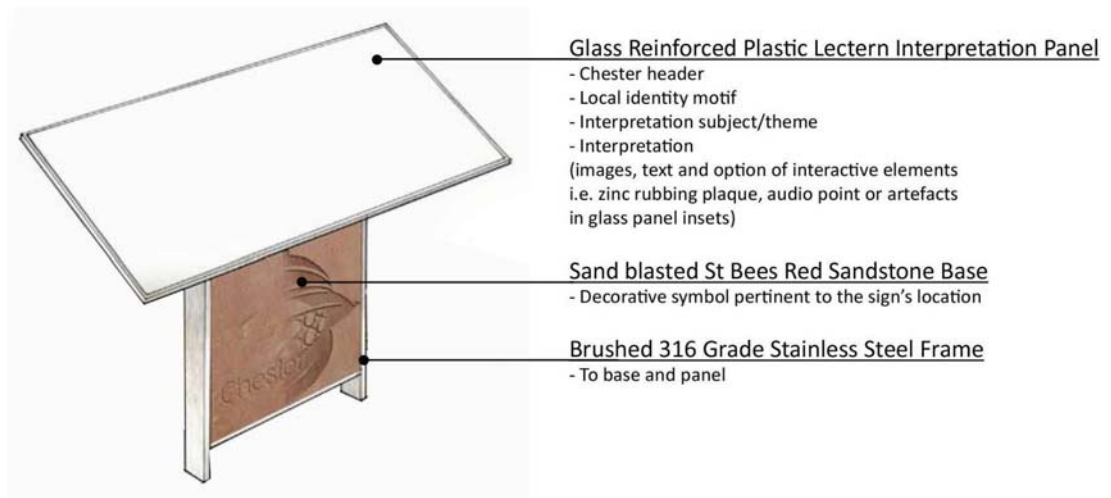 Glass Reinforced Plastic Lectern Interpretation Panel
- Chester header
- Local identity motif
- Interpretation subject/theme
- Interpretation
(images, text and option of interactive elements
i.e. zinc rubbing plaque, audio point or artefacts
in glass panel insets)
Sand blasted St Bees Red Sandstone Base
- Decorative symbol pertinent to the sign's location
Brushed 316 Grade Stainless Steel Frame
- To base and panel
Chester